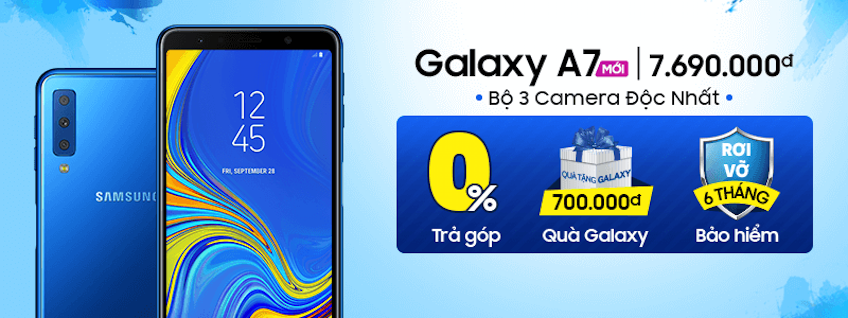 SAMSUNG
12
45
FRI, SEPTEMBER 28
Galaxy A7 MỚI | 7.690.000đ
• Bộ 3 Camera Độc Nhất •
0%
Trả góp
QUÀ TẶNG GALAXY
700.000đ
Quà Galaxy
RƠI
VỠ
6 THÁNG
Bảo hiểm